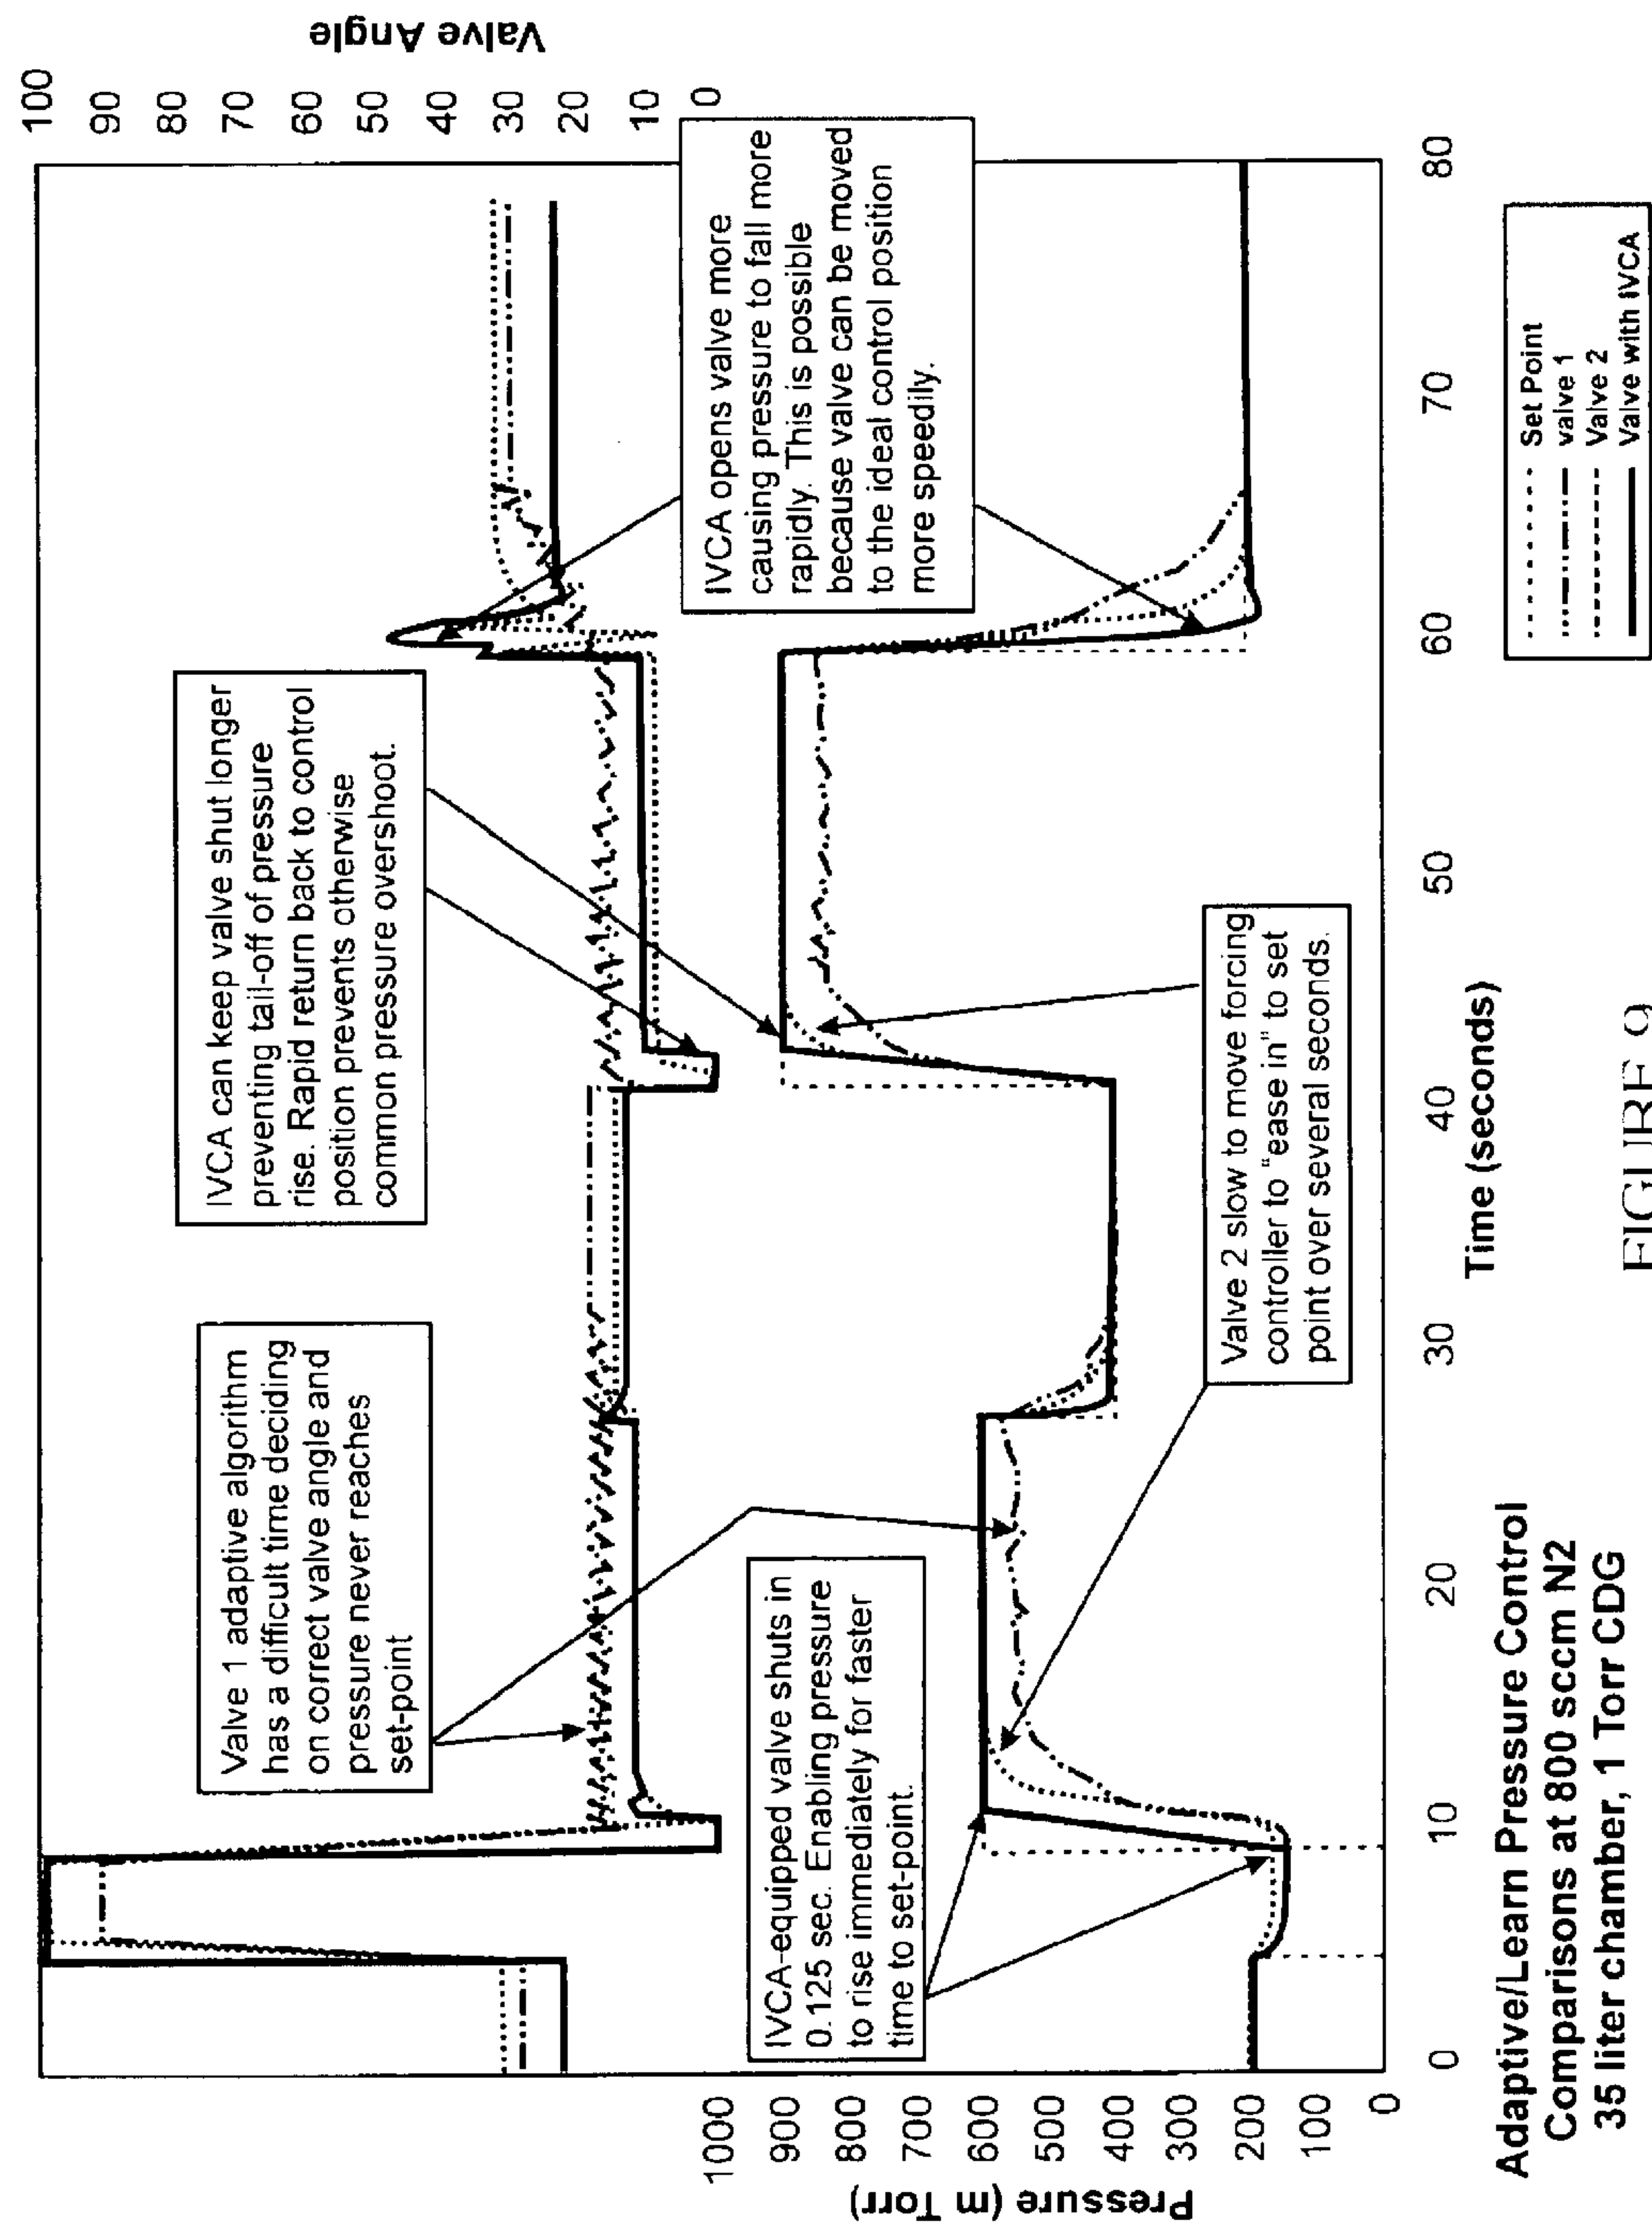 Valve Angle
100
90
80
70
60
50
40
30
20
10
0
Valve 1 adaptive algorithm
has a difficult time deciding
on correct valve angle and
pressure never reaches
set-point
IVCA can keep valve shut longer
preventing tail-off of pressure
rise. Rapid return back to control
position prevents otherwise
common pressure overshoot.
IVCA opens valve more
causing pressure to fall more
rapidly. This is possible
because valve can be moved
to the ideal control position
more speedily.
IVCA-equipped valve shuts in
0.125 sec. Enabling pressure
to rise immediately for faster
time to set-point.
Valve 2 slow to move forcing
controller to "ease in" to set
point over several seconds.
Pressure (m Torr)
1000
900
800
700
600
500
400
300
200
100
0
0
10
20
30
40
50
60
70
80
Time (seconds)
Adaptive/Learn Pressure Control
Comparisons at 800 sccm N2
35 liter chamber, 1 Torr CDG
Set Point
valve 1
Valve 2
Valve with IVCA
FIGURE 9